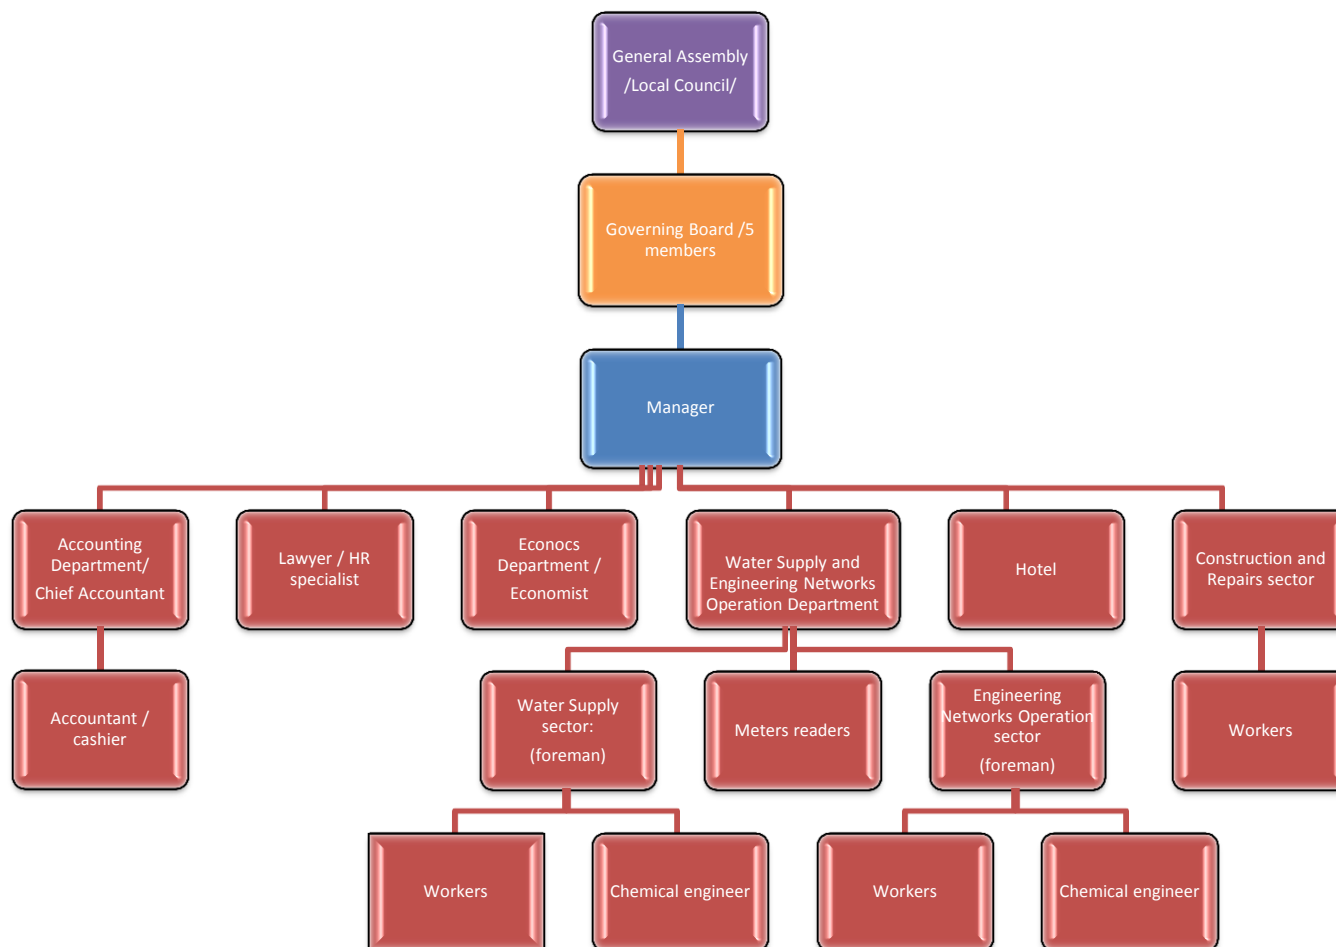 General Assembly
/Local Council/
Governing Board /5
members
Manager
Accounting
Department/
Chief Accountant
Lawyer / HR
specialist
Econocs
Department /
Economist
Water Supply and
Engineering Networks
Operation Department
Hotel
Construction and
Repairs sector
Accountant /
cashier
Water Supply
sector:
(foreman)
Meters readers
Engineering
Networks Operation
sector
(foreman)
Workers
Workers
Chemical engineer
Workers
Chemical engineer